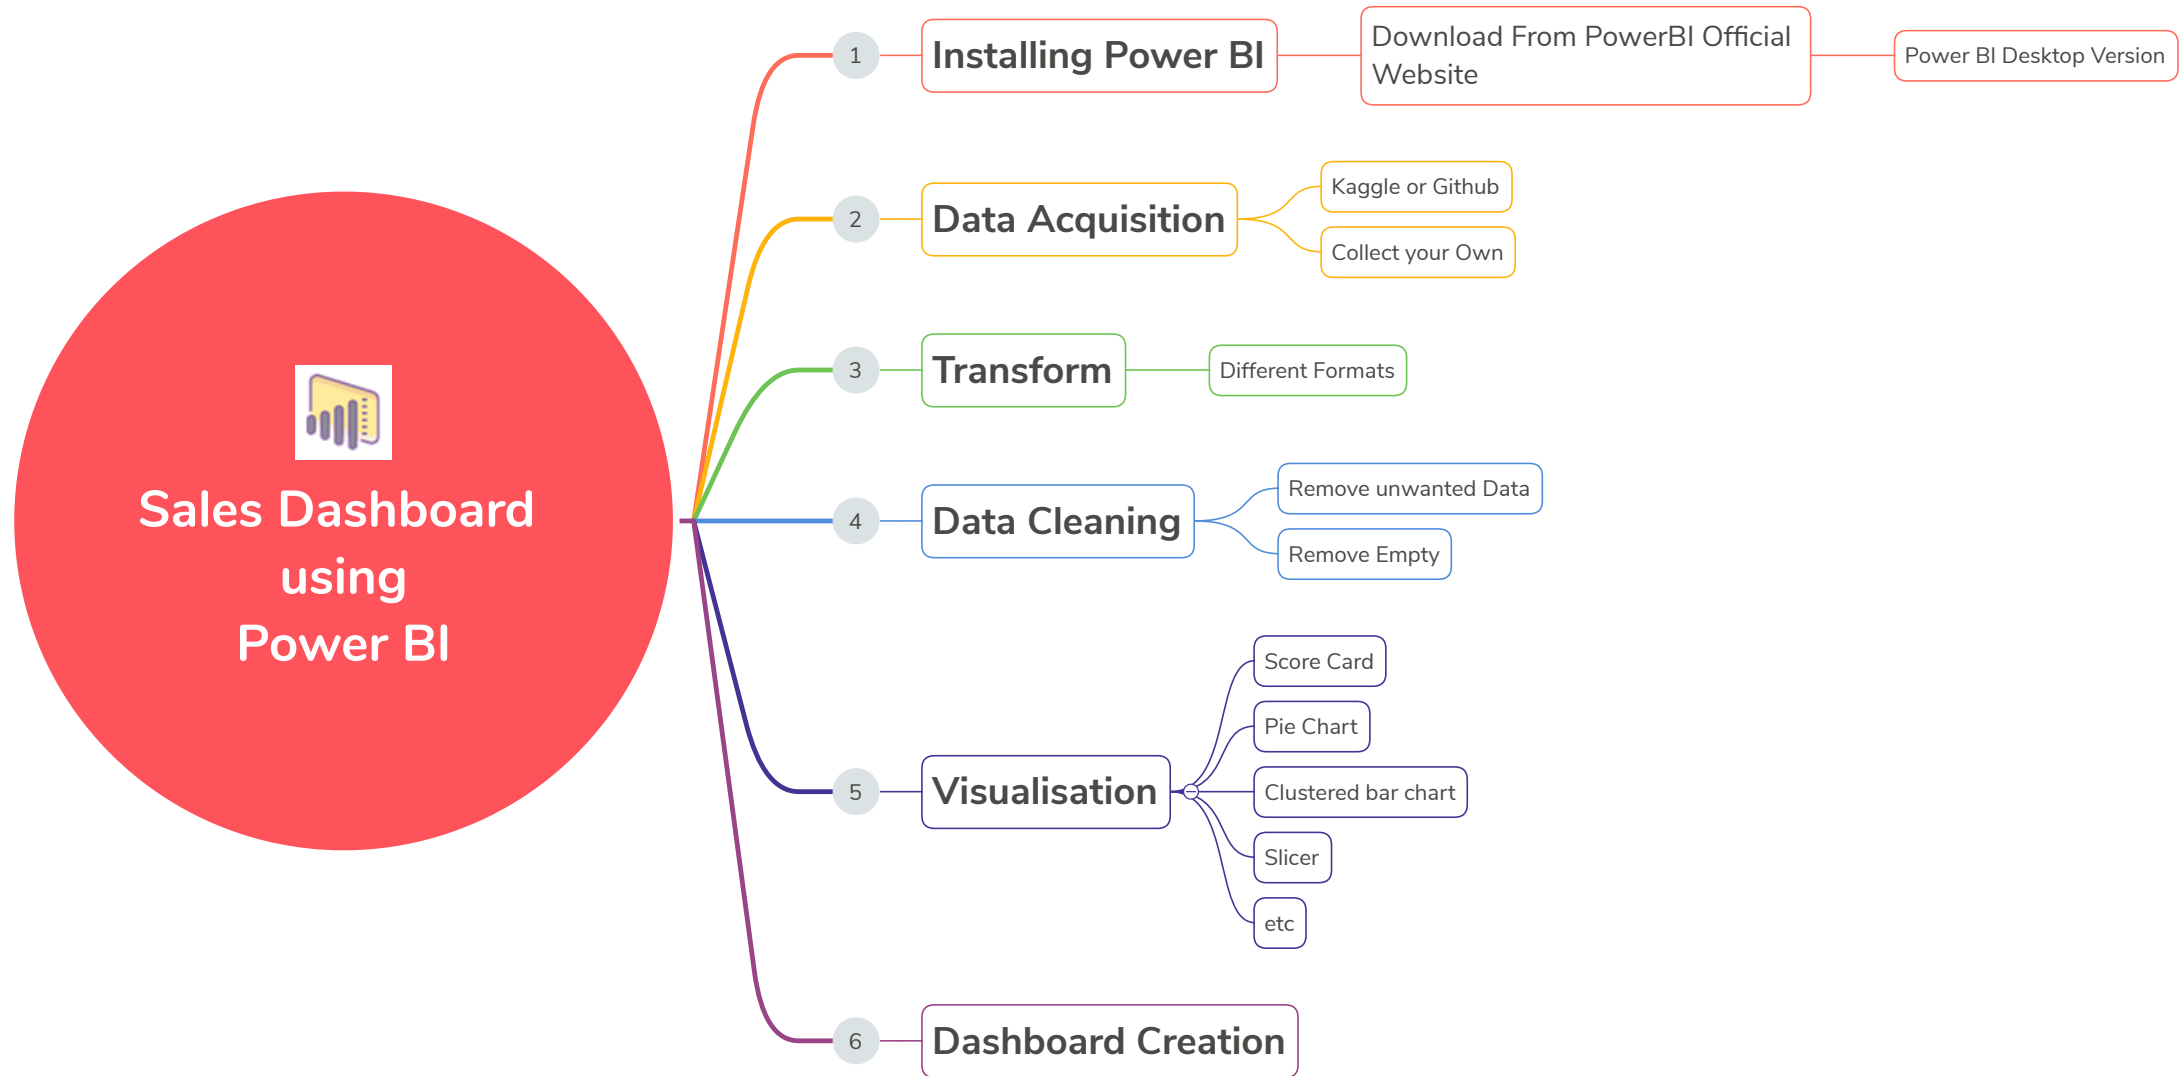 Sales Dashboard
using
Power BI
1
Installing Power BI
Download From PowerBI Official
Website
Power BI Desktop Version
2
Data Acquisition
Kaggle or Github
Collect your Own
3
Transform
Different Formats
4
Data Cleaning
Remove unwanted Data
Remove Empty
5
Visualisation
Score Card
Pie Chart
Clustered bar chart
Slicer
etc
6
Dashboard Creation